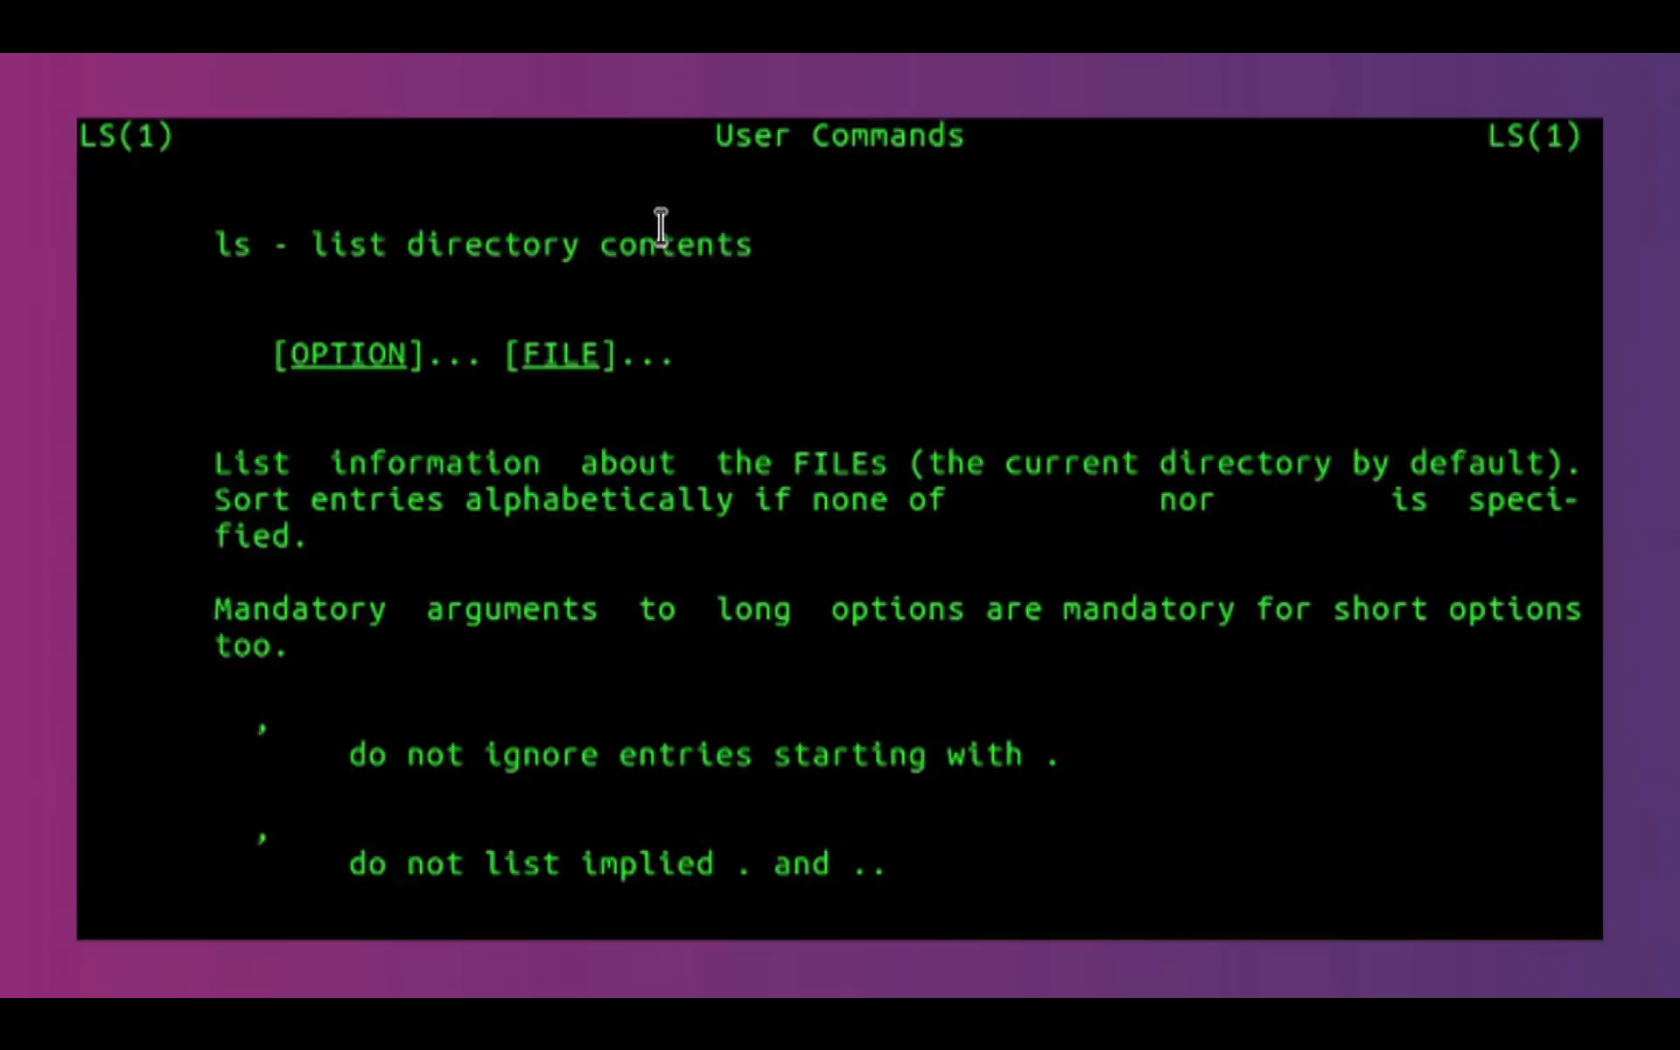 LS(1) User Commands LS(1)
ls - list directory contents
[OPTION]... [FILE]...
List information about the FILEs (the current directory by default).
Sort entries alphabetically if none of nor is speci-
fied.
Mandatory arguments to long options are mandatory for short options
too.
,
do not ignore entries starting with .
,
do not list implied . and ..